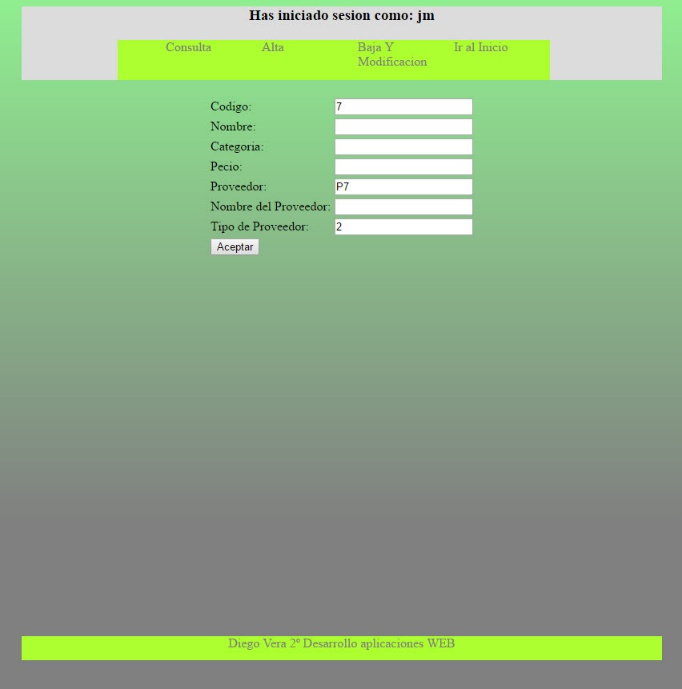 Has iniciado sesion como: jm
Consulta Alta Baja Y Modificacion Ir al Inicio
Codigo: 7
Nombre:
Categoria:
Pecio:
Proveedor: P7
Nombre del Proveedor:
Tipo de Proveedor: 2
Aceptar
Diego Vera 2º Desarrollo aplicaciones WEB